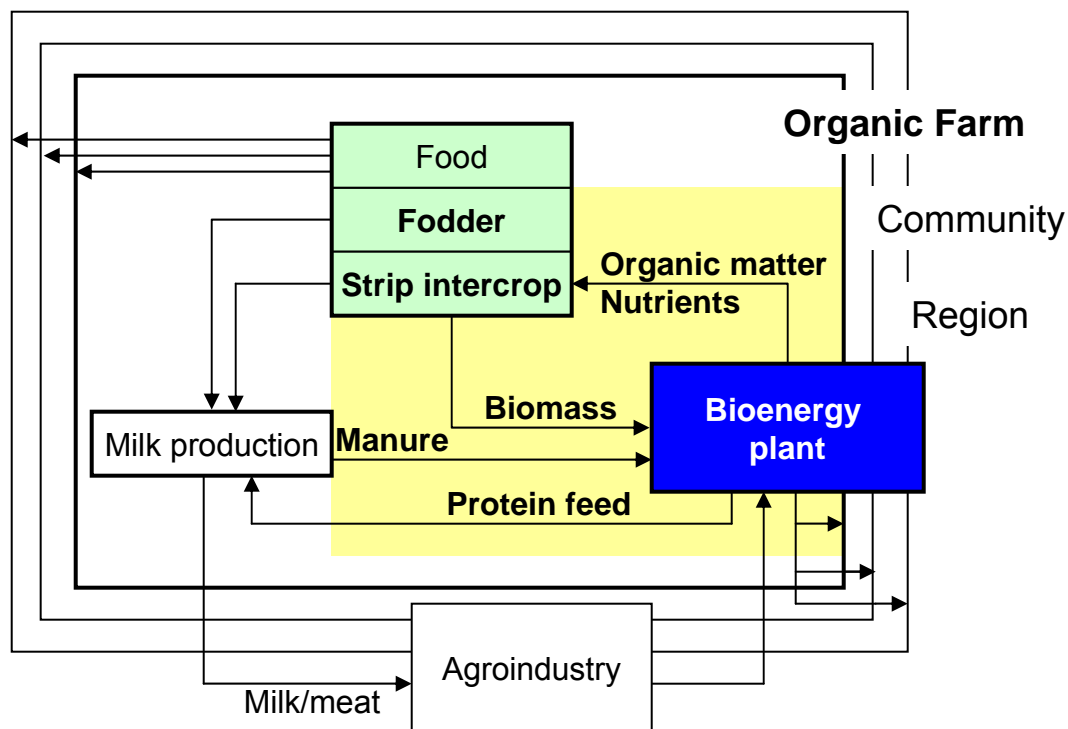 Organic Farm
Food
Community
Fodder
Organic matter
Strip intercrop
Nutrients
Region
Bioenergy
plant
Biomass
Milk production
Manure
Protein feed
Agroindustry
Milk/meat